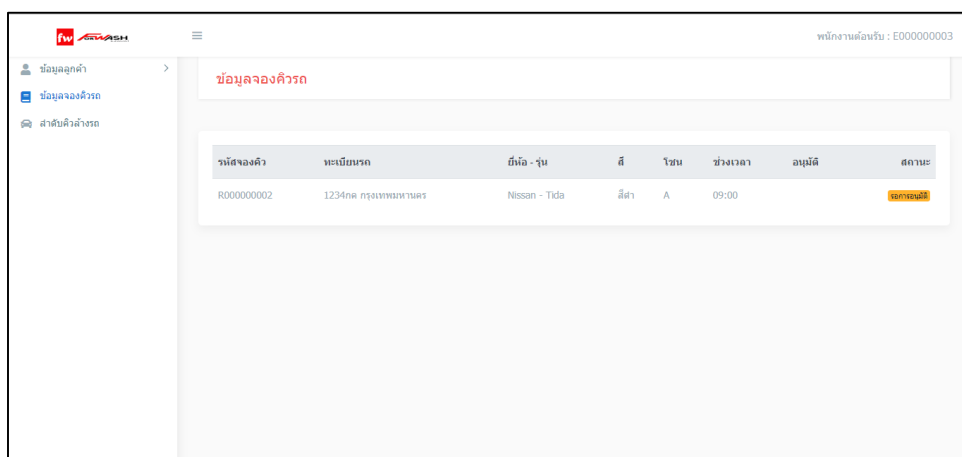 fw FORWASH
พนักงานต้อนรับ : E000000003
ข้อมูลลูกค้า
ข้อมูลจองคิวรถ
ลำดับคิวล้างรถ
ข้อมูลจองคิวรถ
รหัสจองคิว ทะเบียนรถ ยี่ห้อ - รุ่น สี โซน ช่วงเวลา อนุมัติ สถานะ
R000000002 1234กค กรุงเทพมหานคร Nissan - Tida สีดำ A 09:00 รอการอนุมัติ